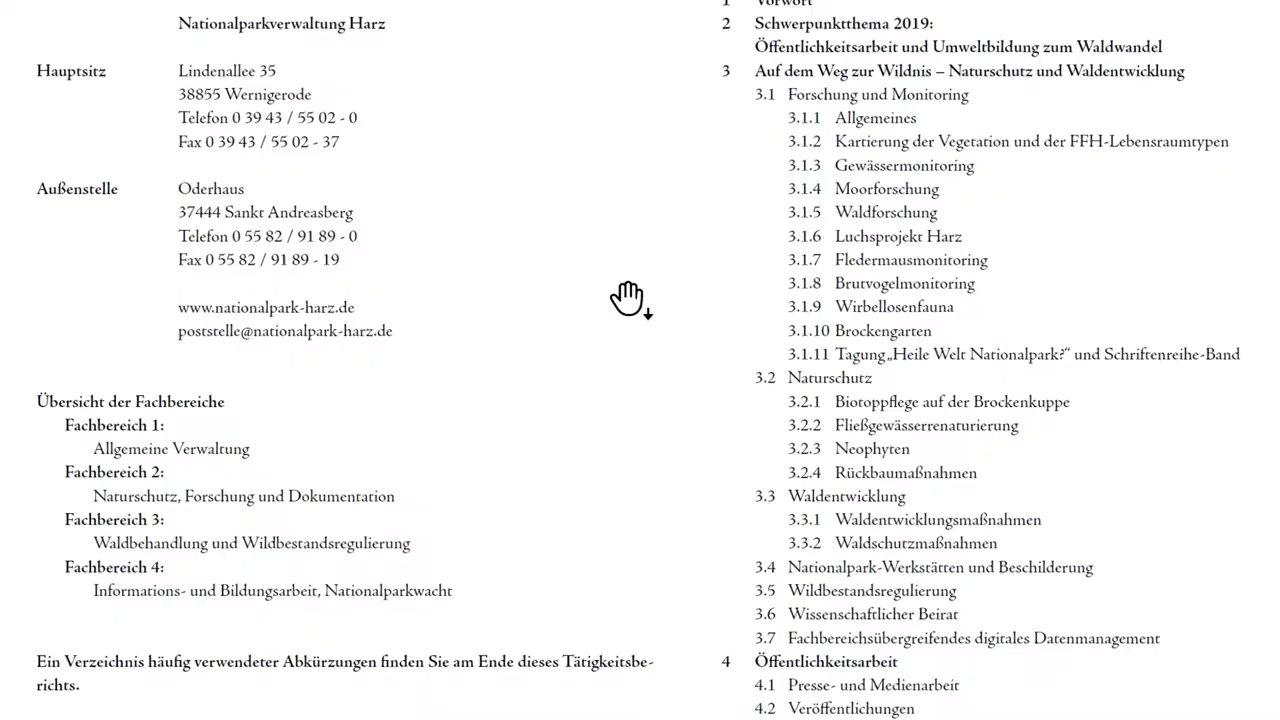 Nationalparkverwaltung Harz
Hauptsitz Lindenallee 35
38855 Wernigerode
Telefon 0 39 43 / 55 02 - 0
Fax 0 39 43 / 55 02 - 37
Außenstelle Oderhaus
37444 Sankt Andreasberg
Telefon 0 55 82 / 91 89 - 0
Fax 0 55 82 / 91 89 - 19
www.nationalpark-harz.de
poststelle@nationalpark-harz.de
Übersicht der Fachbereiche
Fachbereich 1:
Allgemeine Verwaltung
Fachbereich 2:
Naturschutz, Forschung und Dokumentation
Fachbereich 3:
Waldbehandlung und Wildbestandsregulierung
Fachbereich 4:
Informations- und Bildungsarbeit, Nationalparkwacht
Ein Verzeichnis häufig verwendeter Abkürzungen finden Sie am Ende dieses Tätigkeitsbe-
richts.
1 Vorwort
2 Schwerpunktthema 2019:
Öffentlichkeitsarbeit und Umweltbildung zum Waldwandel
3 Auf dem Weg zur Wildnis – Naturschutz und Waldentwicklung
3.1 Forschung und Monitoring
3.1.1 Allgemeines
3.1.2 Kartierung der Vegetation und der FFH-Lebensraumtypen
3.1.3 Gewässermonitoring
3.1.4 Moorforschung
3.1.5 Waldforschung
3.1.6 Luchsprojekt Harz
3.1.7 Fledermausmonitoring
3.1.8 Brutvogelmonitoring
3.1.9 Wirbellosenfauna
3.1.10 Brockengarten
3.1.11 Tagung „Heile Welt Nationalpark?“ und Schriftenreihe-Band
3.2 Naturschutz
3.2.1 Biotoppflege auf der Brockenkuppe
3.2.2 Fließgewässerrenaturierung
3.2.3 Neophyten
3.2.4 Rückbaumaßnahmen
3.3 Waldentwicklung
3.3.1 Waldentwicklungsmaßnahmen
3.3.2 Waldschutzmaßnahmen
3.4 Nationalpark-Werkstätten und Beschilderung
3.5 Wildbestandsregulierung
3.6 Wissenschaftlicher Beirat
3.7 Fachbereichsübergreifendes digitales Datenmanagement
4 Öffentlichkeitsarbeit
4.1 Presse- und Medienarbeit
4.2 Veröffentlichungen